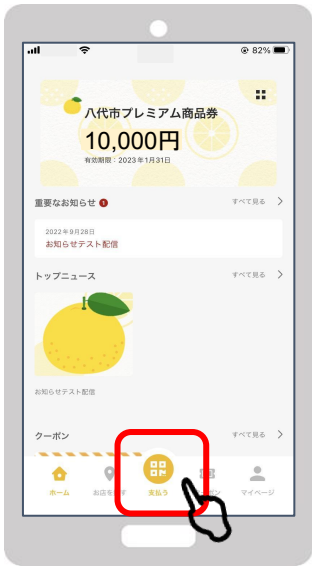 82%
八代市プレミアム商品券
10,000円
有効期限：2023年1月31日
重要なお知らせ 1 すべて見る
2022年9月28日
お知らせテスト配信
トップニュース すべて見る
お知らせテスト配信
クーポン すべて見る
ホーム 支払う マイページ